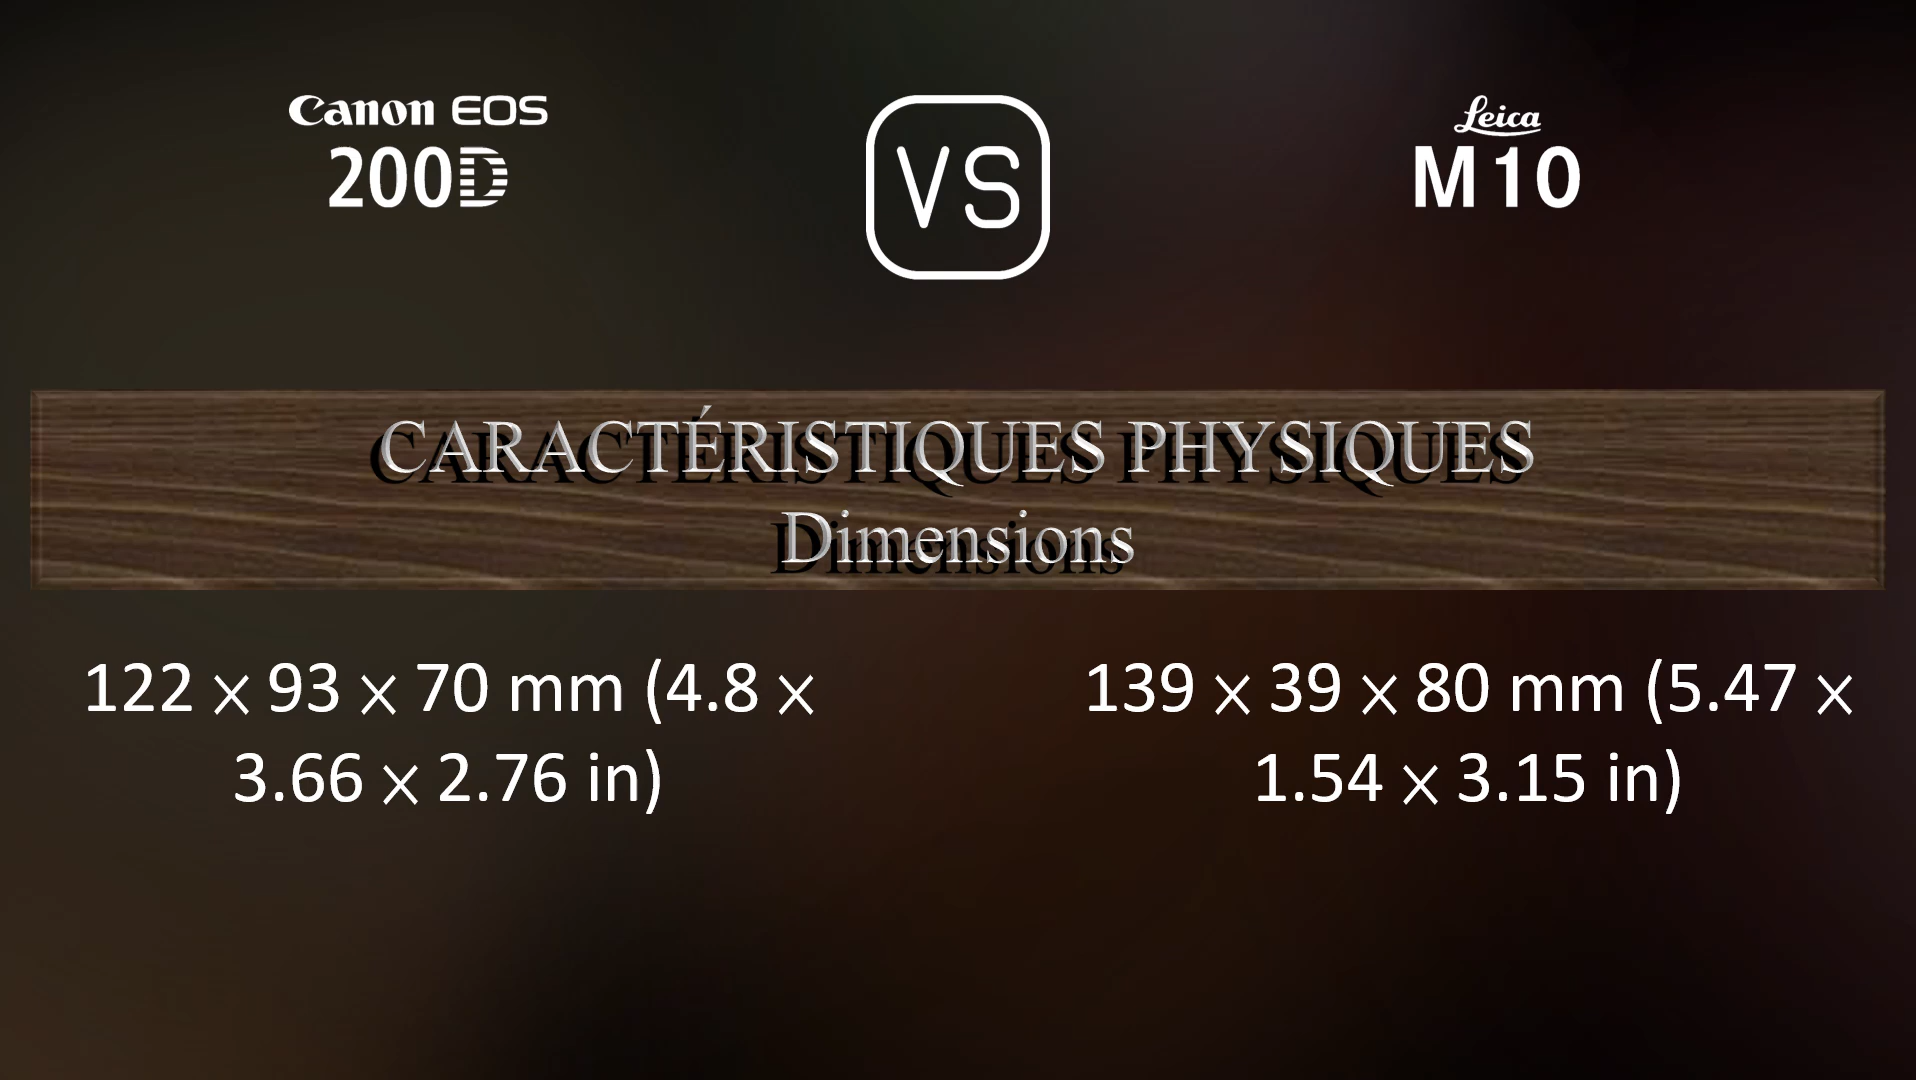 Canon EOS
200D
VS
Leica
M10
CARACTÉRISTIQUES PHYSIQUES
Dimensions
122 x 93 x 70 mm (4.8 x
3.66 x 2.76 in)
139 x 39 x 80 mm (5.47 x
1.54 x 3.15 in)